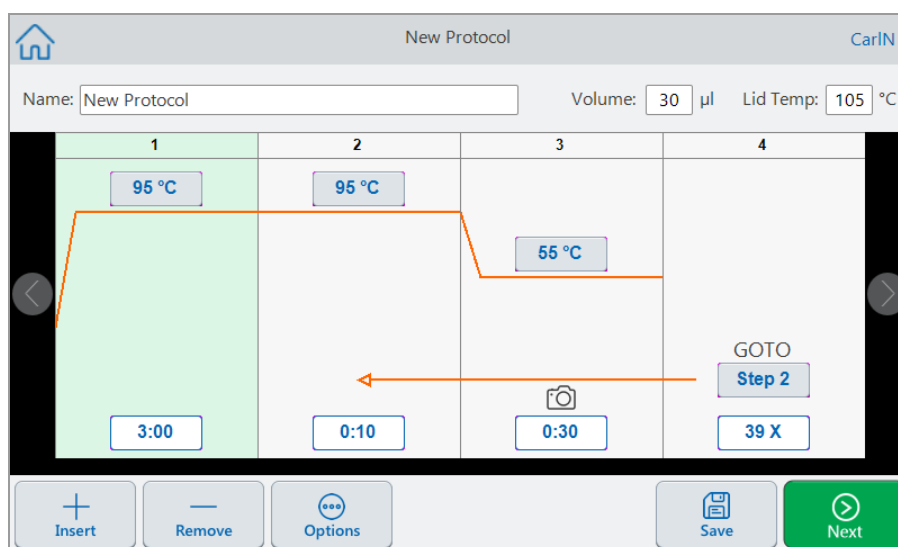 New Protocol
CarlN
Name: New Protocol
Volume: 30 µl
Lid Temp: 105 °C
1 2 3 4
95 °C 95 °C
55 °C
GOTO
Step 2
3:00 0:10 0:30 39 X
Insert Remove Options Save Next